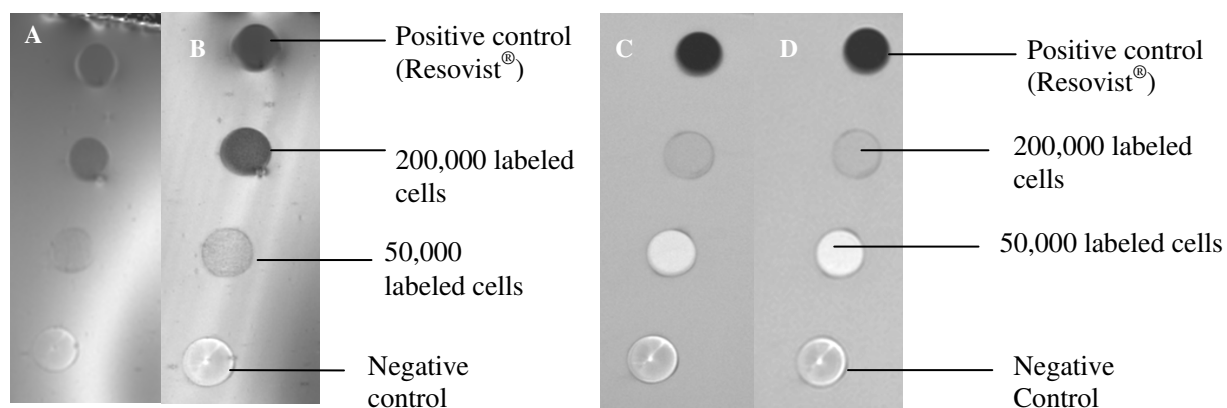 A
B
Positive control
(Resovist®)
200,000 labeled
cells
50,000
labeled cells
Negative
control
C
D
Positive control
(Resovist®)
200,000 labeled
cells
50,000 labeled cells
Negative
Control